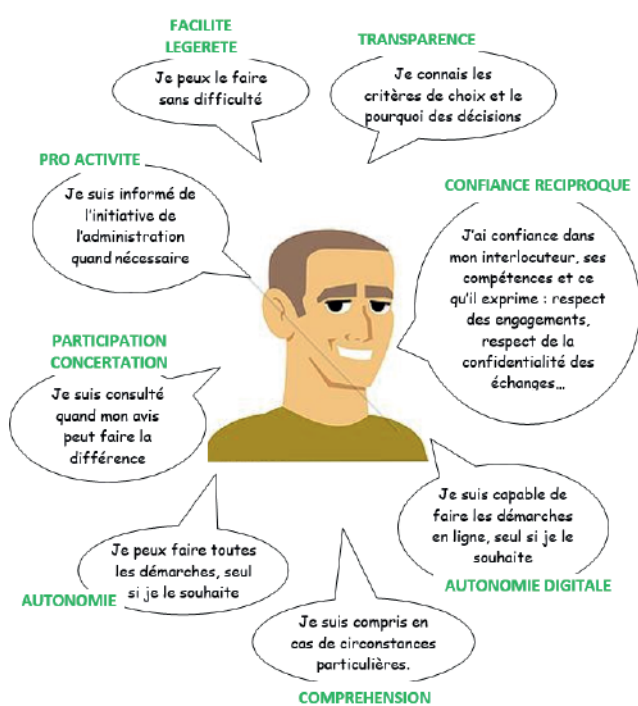 FACILITE
LEGERETE
Je peux le faire
sans difficulté
TRANSPARENCE
Je connais les
critères de choix et le
pourquoi des décisions
PRO ACTIVITE
Je suis informé de
l'initiative de
l'administration
quand nécessaire
CONFIANCE RECIPROQUE
J'ai confiance dans
mon interlocuteur, ses
compétences et ce
qu'il exprime : respect
des engagements,
respect de la
confidentialité des
échanges...
PARTICIPATION
CONCERTATION
Je suis consulté
quand mon avis
peut faire la
différence
Je suis capable de
faire les démarches
en ligne, seul si je le
souhaite
AUTONOMIE DIGITALE
Je peux faire toutes
les démarches, seul
si je le souhaite
AUTONOMIE
Je suis compris en
cas de circonstances
particulières.
COMPREHENSION